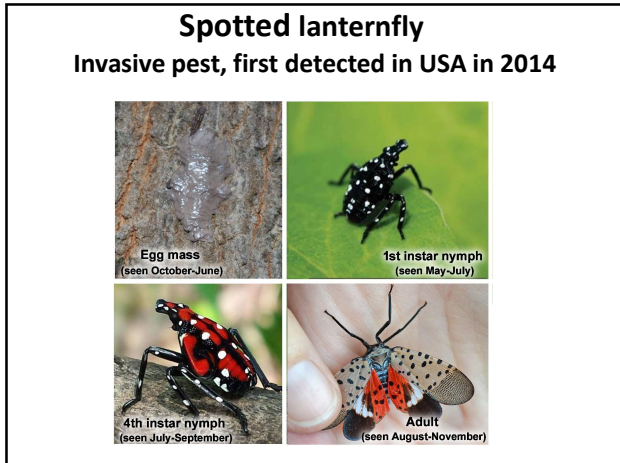 Spotted lanternfly
Invasive pest, first detected in USA in 2014
Egg mass
(seen October-June)
1st instar nymph
(seen May-July)
4th instar nymph
(seen July-September)
Adult
(seen August-November)